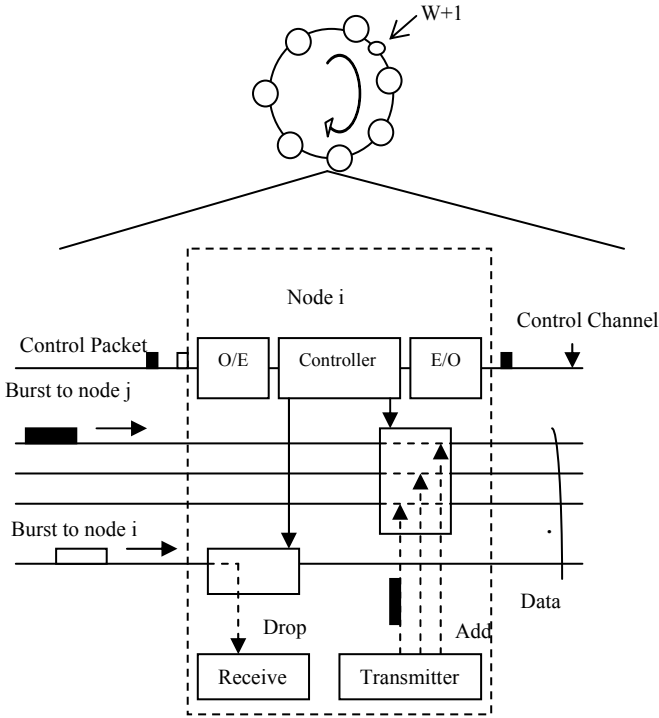 W+1
Node i
Control Channel
Control Packet
O/E
Controller
E/O
Burst to node j
Burst to node i
Data
Drop
Add
Receive
Transmitter